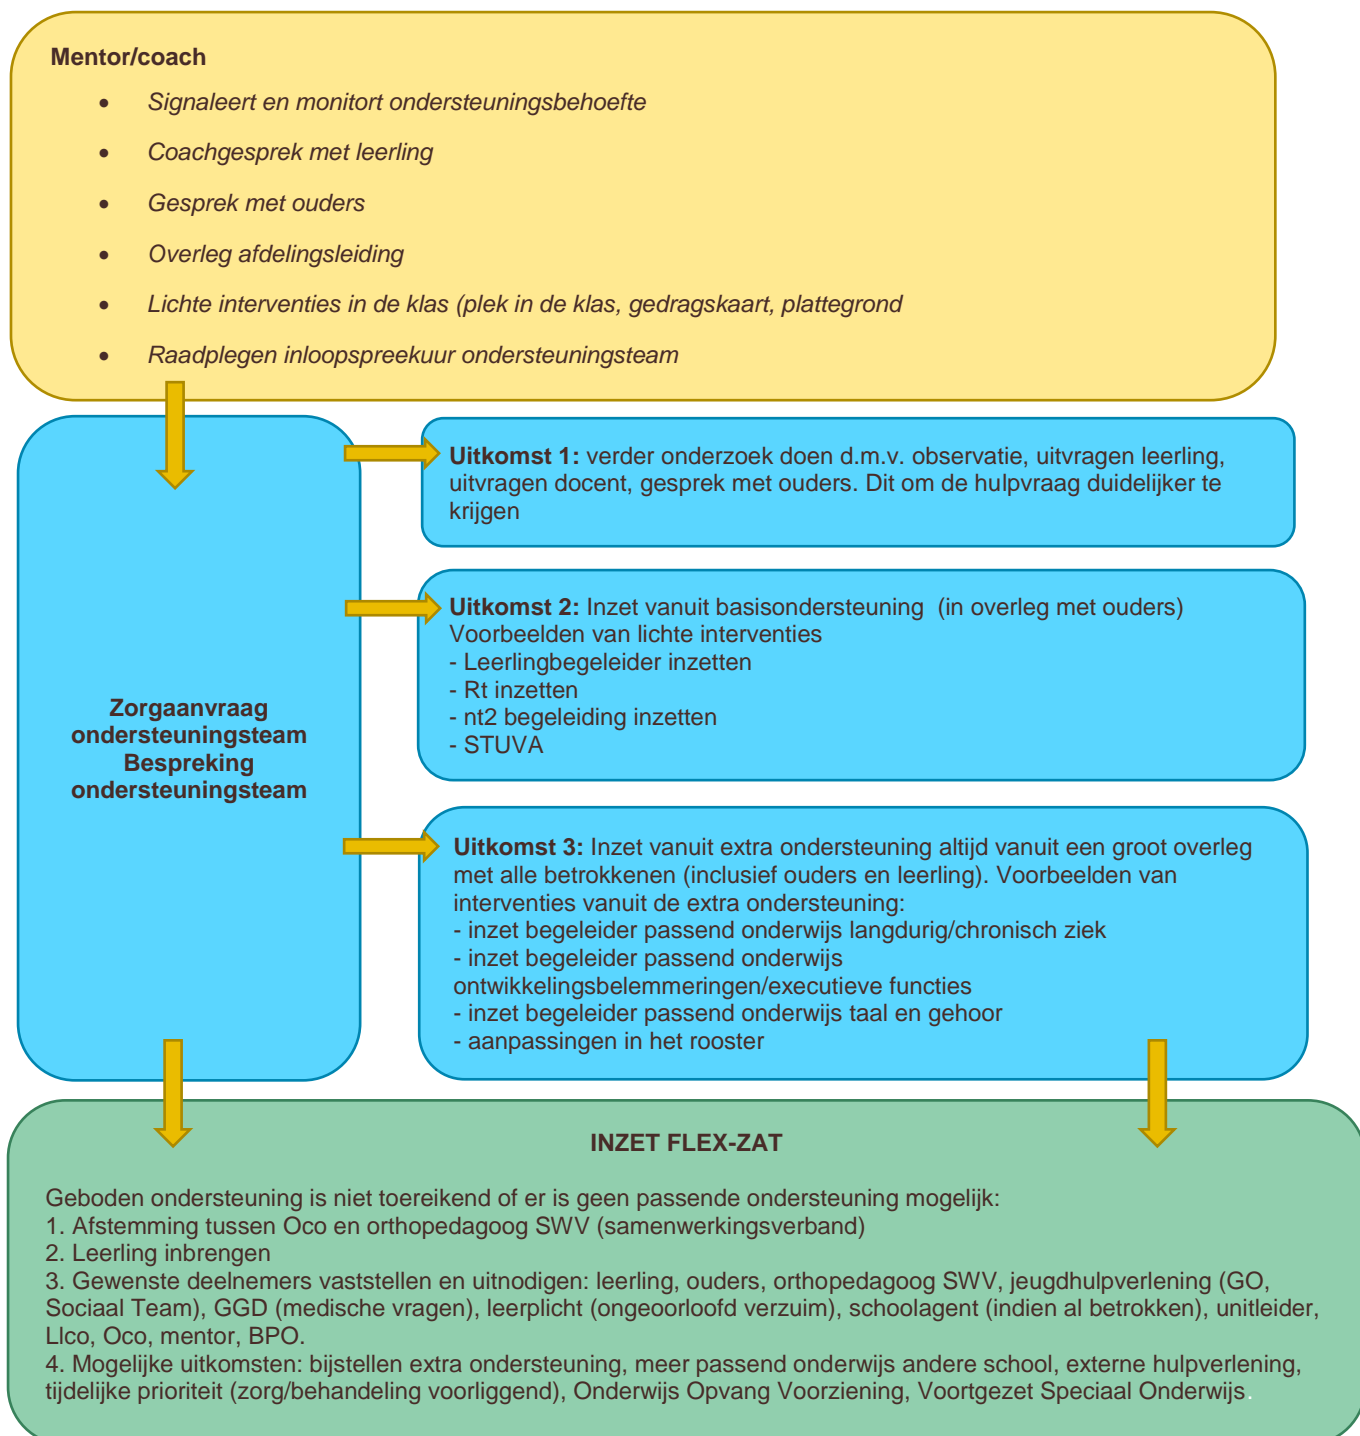 Mentor/coach
• Signaleert en monitort ondersteuningsbehoefte
• Coachgesprek met leerling
• Gesprek met ouders
• Overleg afdelingsleiding
• Lichte interventies in de klas (plek in de klas, gedragskaart, plattegrond
• Raadplegen inloopspreekuur ondersteuningsteam
Zorgaanvraag
ondersteuningsteam
Bespreking
ondersteuningsteam
Uitkomst 1: verder onderzoek doen d.m.v. observatie, uitvragen leerling,
uitvragen docent, gesprek met ouders. Dit om de hulpvraag duidelijker te
krijgen
Uitkomst 2: Inzet vanuit basisondersteuning  (in overleg met ouders)
Voorbeelden van lichte interventies
- Leerlingbegeleider inzetten
- Rt inzetten
- nt2 begeleiding inzetten
- STUVA
Uitkomst 3: Inzet vanuit extra ondersteuning altijd vanuit een groot overleg
met alle betrokkenen (inclusief ouders en leerling). Voorbeelden van
interventies vanuit de extra ondersteuning:
- inzet begeleider passend onderwijs langdurig/chronisch ziek
- inzet begeleider passend onderwijs
ontwikkelingsbelemmeringen/executieve functies
- inzet begeleider passend onderwijs taal en gehoor
- aanpassingen in het rooster
INZET FLEX-ZAT
Geboden ondersteuning is niet toereikend of er is geen passende ondersteuning mogelijk:
1. Afstemming tussen Oco en orthopedagoog SWV (samenwerkingsverband)
2. Leerling inbrengen
3. Gewenste deelnemers vaststellen en uitnodigen: leerling, ouders, orthopedagoog SWV, jeugdhulpverlening (GO,
Sociaal Team), GGD (medische vragen), leerplicht (ongeoorloofd verzuim), schoolagent (indien al betrokken), unitleider,
Llco, Oco, mentor, BPO.
4. Mogelijke uitkomsten: bijstellen extra ondersteuning, meer passend onderwijs andere school, externe hulpverlening,
tijdelijke prioriteit (zorg/behandeling voorliggend), Onderwijs Opvang Voorziening, Voortgezet Speciaal Onderwijs.